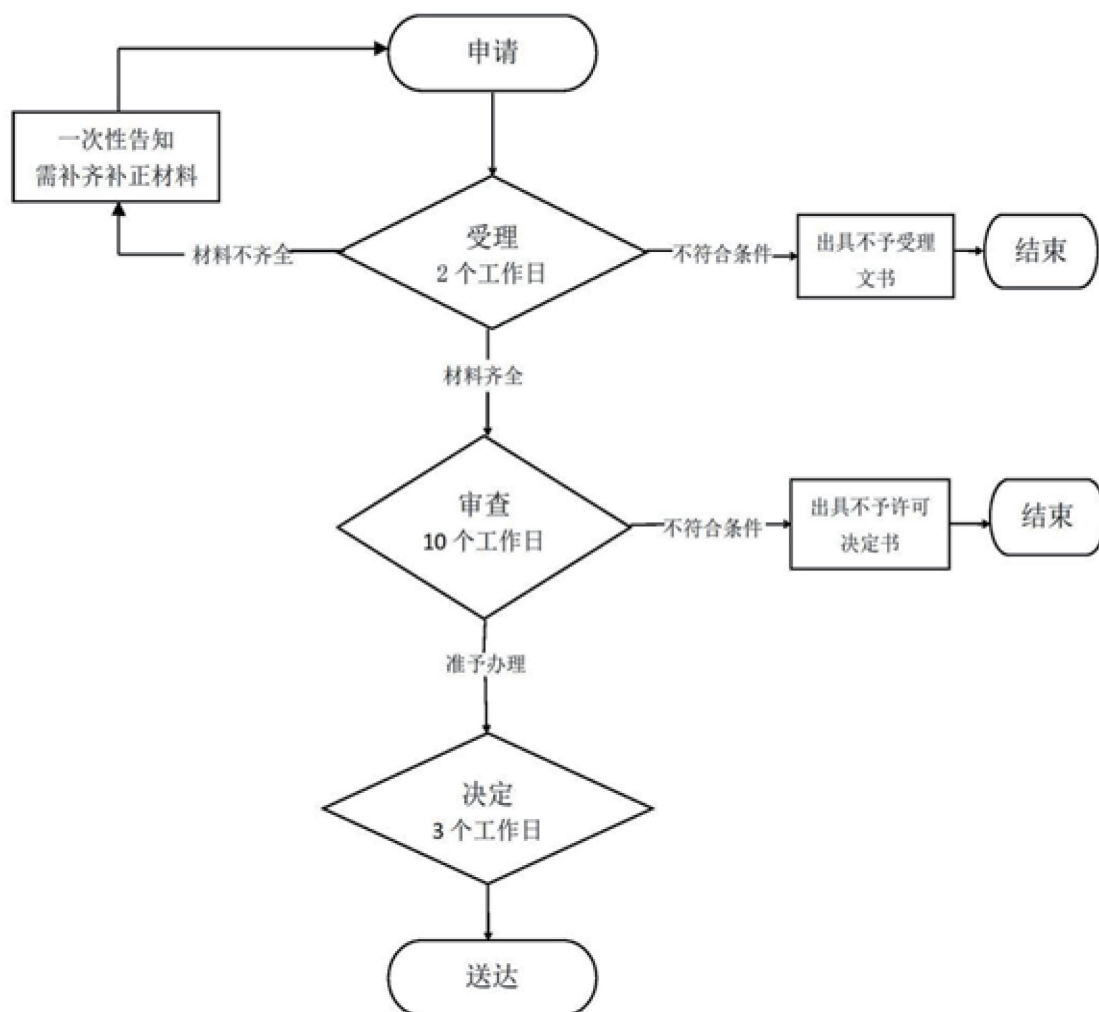 申请
一次性告知
需补齐补正材料
受理
2 个工作日
材料不齐全
不符合条件
出具不予受理
文书
结束
材料齐全
审查
10 个工作日
不符合条件
出具不予许可
决定书
结束
准予办理
决定
3 个工作日
送达